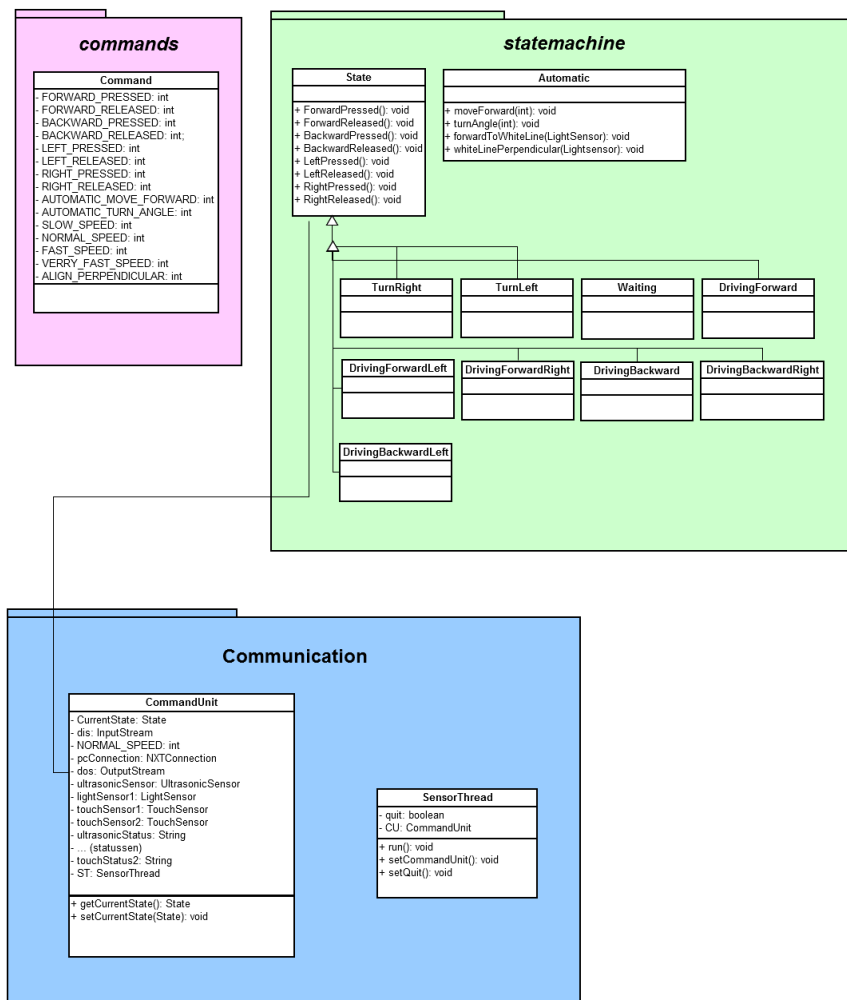 commands
Command
- FORWARD_PRESSED: int
- FORWARD_RELEASED: int
- BACKWARD_PRESSED: int
- BACKWARD_RELEASED: int;
- LEFT_PRESSED: int
- LEFT_RELEASED: int
- RIGHT_PRESSED: int
- RIGHT_RELEASED: int
- AUTOMATIC_MOVE_FORWARD: int
- AUTOMATIC_TURN_ANGLE: int
- SLOW_SPEED: int
- NORMAL_SPEED: int
- FAST_SPEED: int
- VERRY_FAST_SPEED: int
- ALIGN_PERPENDICULAR: int
statemachine
State
+ ForwardPressed(): void
+ ForwardReleased(): void
+ BackwardPressed(): void
+ BackwardReleased(): void
+ LeftPressed(): void
+ LeftReleased(): void
+ RightPressed(): void
+ RightReleased(): void
Automatic
+ moveForward(int): void
+ turnAngle(int): void
+ forwardToWhiteLine(LightSensor): void
+ whiteLinePerpendicular(Lightsensor): void
TurnRight
TurnLeft
Waiting
DrivingForward
DrivingForwardLeft
DrivingForwardRight
DrivingBackward
DrivingBackwardRight
DrivingBackwardLeft
Communication
CommandUnit
- CurrentState: State
- dis: InputStream
- NORMAL_SPEED: int
- pcConnection: NXTConnection
- dos: OutputStream
- ultrasonicSensor: UltrasonicSensor
- lightSensor1: LightSensor
- touchSensor1: TouchSensor
- touchSensor2: TouchSensor
- ultrasonicStatus: String
- ... (statussen)
- touchStatus2: String
- ST: SensorThread
+ getCurrentState(): State
+ setCurrentState(State): void
SensorThread
- quit: boolean
- CU: CommandUnit
+ run(): void
+ setCommandUnit(): void
+ setQuit(): void